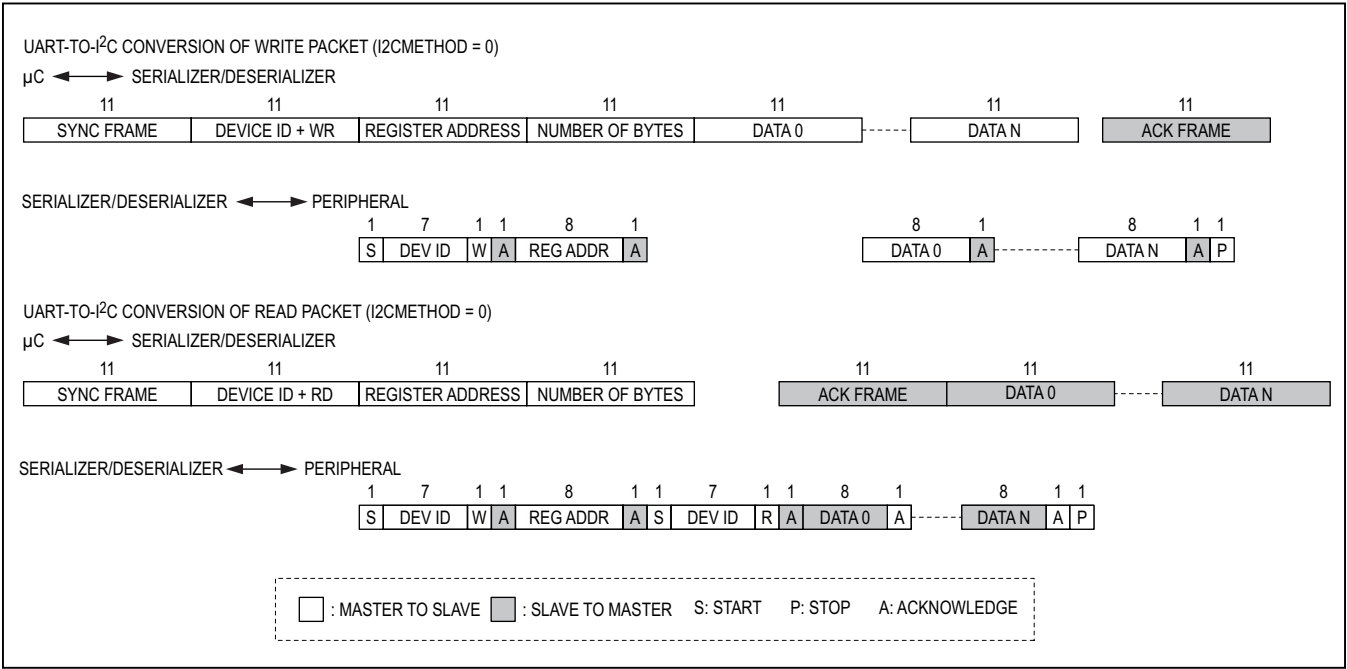 UART-TO-I2C CONVERSION OF WRITE PACKET (I2CMETHOD = 0)
µC SERIALIZER/DESERIALIZER
11 11 11 11 11 11 11
SYNC FRAME DEVICE ID + WR REGISTER ADDRESS NUMBER OF BYTES DATA 0 DATA N ACK FRAME
SERIALIZER/DESERIALIZER PERIPHERAL
1 7 1 1 8 1 8 1 8 1 1
S DEV ID W A REG ADDR A DATA 0 A DATA N A P
UART-TO-I2C CONVERSION OF READ PACKET (I2CMETHOD = 0)
µC SERIALIZER/DESERIALIZER
11 11 11 11 11 11 11
SYNC FRAME DEVICE ID + RD REGISTER ADDRESS NUMBER OF BYTES ACK FRAME DATA 0 DATA N
SERIALIZER/DESERIALIZER PERIPHERAL
1 7 1 1 8 1 1 7 1 1 8 1 8 1 1
S DEV ID W A REG ADDR A S DEV ID R A DATA 0 A DATA N A P
: MASTER TO SLAVE : SLAVE TO MASTER S: START P: STOP A: ACKNOWLEDGE